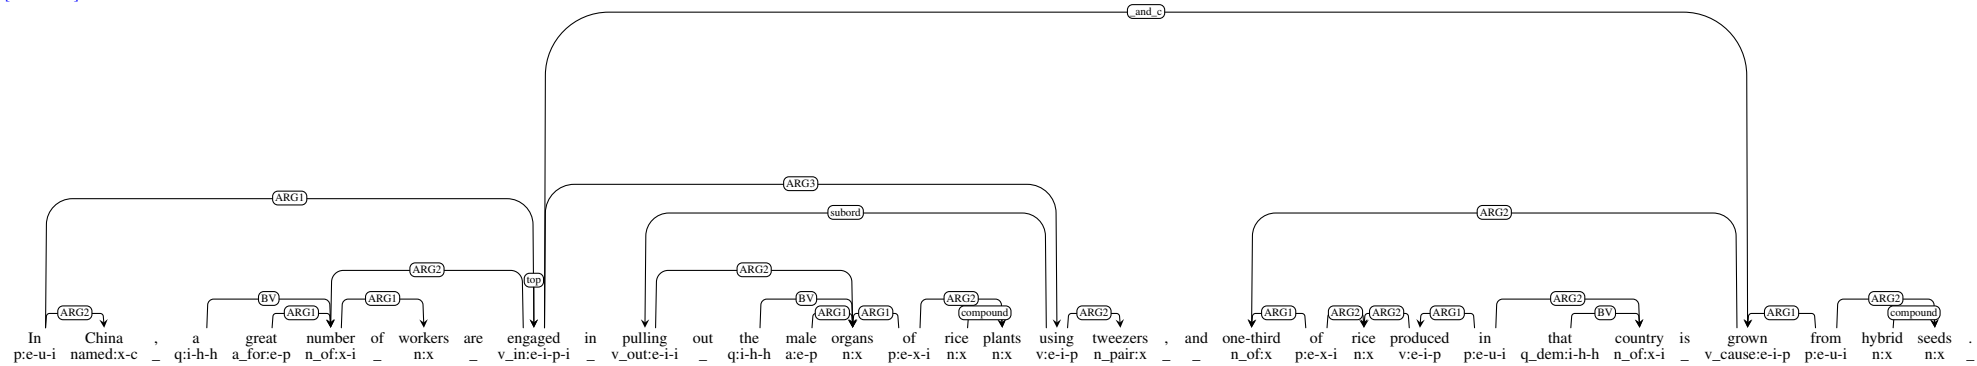 _and_c
ARG1 ARG3
subord ARG2
ARG2 top ARG2
BV ARG1 BV ARG2 ARG2 ARG2
ARG2 ARG1 ARG1 ARG1 compound ARG2 ARG1 ARG2 ARG2 ARG1 BV ARG1 compound
In China , a great number of workers are engaged in pulling out the male organs of rice plants using tweezers , and one-third of rice produced in that country is grown from hybrid seeds .
p:e-u-i named:x-c _ q:i-h-h a_for:e-p n_of:x-i _ n:x _ v_in:e-i-p-i _ v_out:e-i-i _ q:i-h-h a:e-p n:x p:e-x-i n:x n:x v:e-i-p n_pair:x _ _ n_of:x p:e-x-i n:x v:e-i-p p:e-u-i q_dem:i-h-h n_of:x-i _ v_cause:e-i-p p:e-u-i n:x n:x _